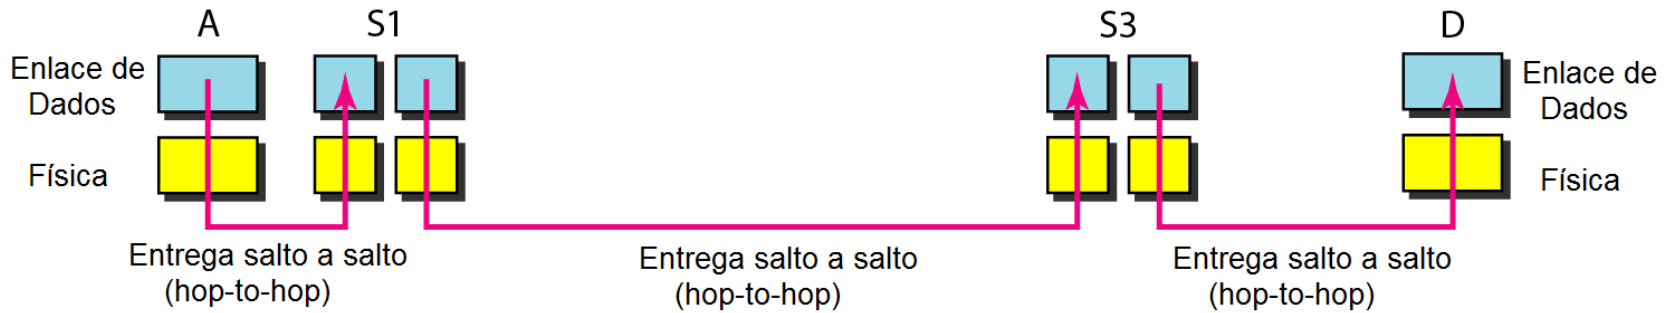 A
S1
S3
D
Enlace de
Dados
Enlace de
Dados
Física
Física
Entrega salto a salto
(hop-to-hop)
Entrega salto a salto
(hop-to-hop)
Entrega salto a salto
(hop-to-hop)